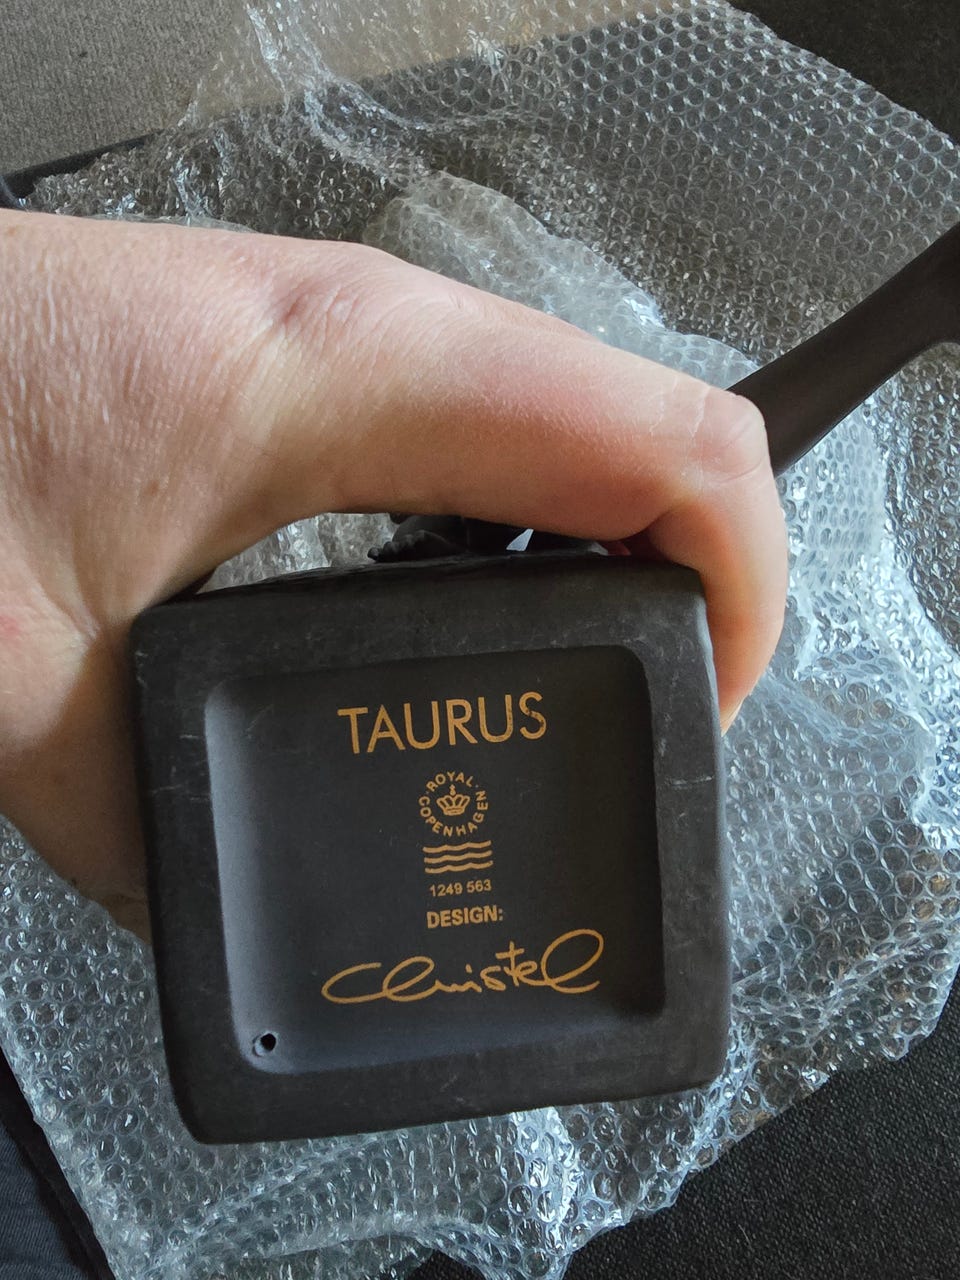 TAURUS
ROYAL COPENHAGEN
1249 563
DESIGN:
Christel